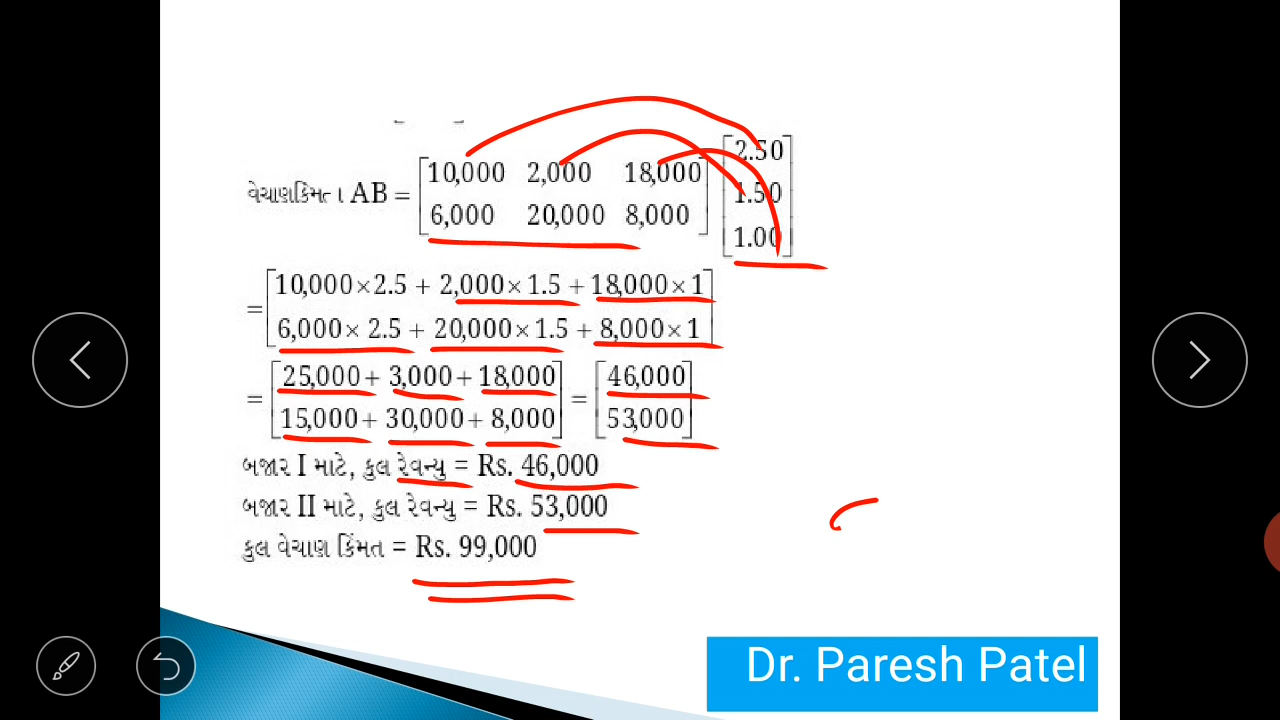 વેચાણકિંમત । AB = [10,000 2,000 18,000
6,000 20,000 8,000] [2.50
1.50
1.00]
= [10,000×2.5 + 2,000×1.5 + 18,000×1
6,000×2.5 + 20,000×1.5 + 8,000×1]
= [25,000+ 3,000+ 18,000
15,000+ 30,000+ 8,000] = [46,000
53,000]
બજાર I માટે, કુલ રેવન્યુ = Rs. 46,000
બજાર II માટે, કુલ રેવન્યુ = Rs. 53,000
કુલ વેચાણ કિંમત = Rs. 99,000
Dr. Paresh Patel